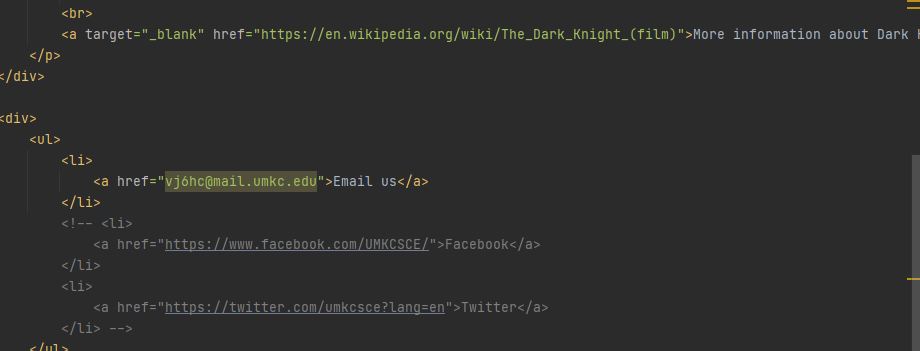 <br>
<a target="_blank" href="https://en.wikipedia.org/wiki/The_Dark_Knight_(film)">More information about Dark
</p>
</div>
<div>
<ul>
<li>
<a href="vj6hc@mail.umkc.edu">Email us</a>
</li>
<!-- <li>
<a href="https://www.facebook.com/UMKCSCE/">Facebook</a>
</li>
<li>
<a href="https://twitter.com/umkcsce?lang=en">Twitter</a>
</li> -->
</ul>